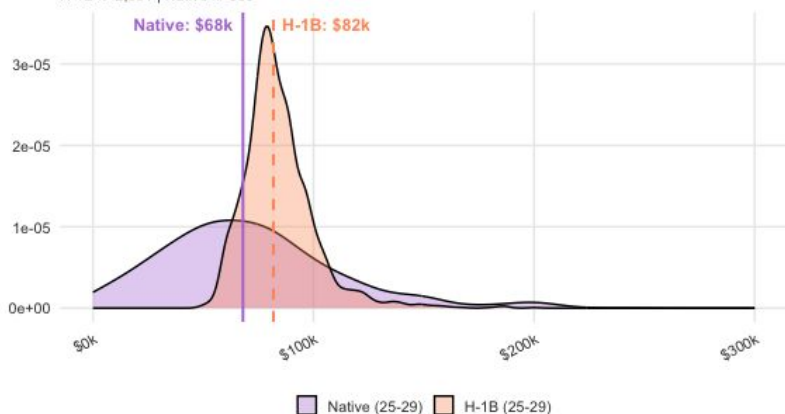 Native: $68k H-1B: $82k
3e-05
2e-05
1e-05
0e+00
$0k $100k $200k $300k
Native (25-29) H-1B (25-29)